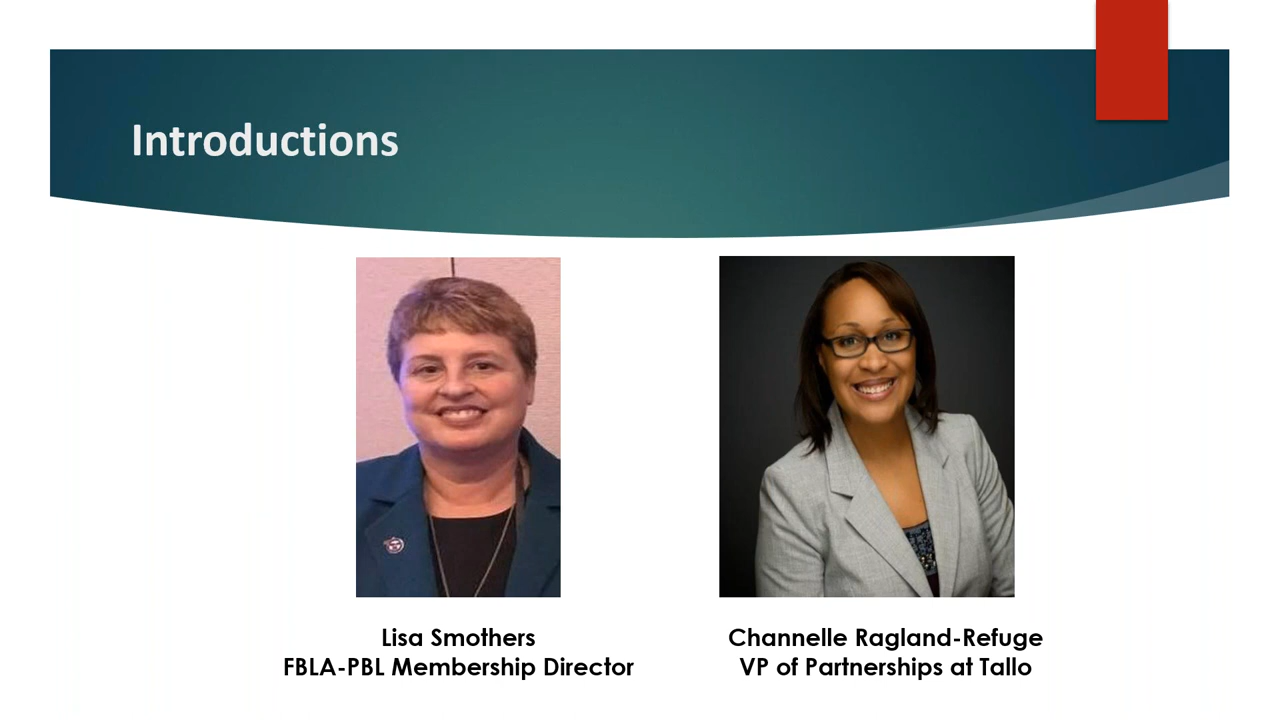 Introductions
Lisa Smothers
FBLA-PBL Membership Director
Channelle Ragland-Refuge
VP of Partnerships at Tallo